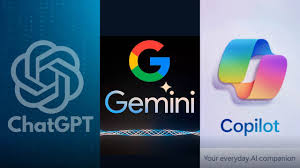 ChatGPT
Gemini
Copilot
Your everyday AI companion